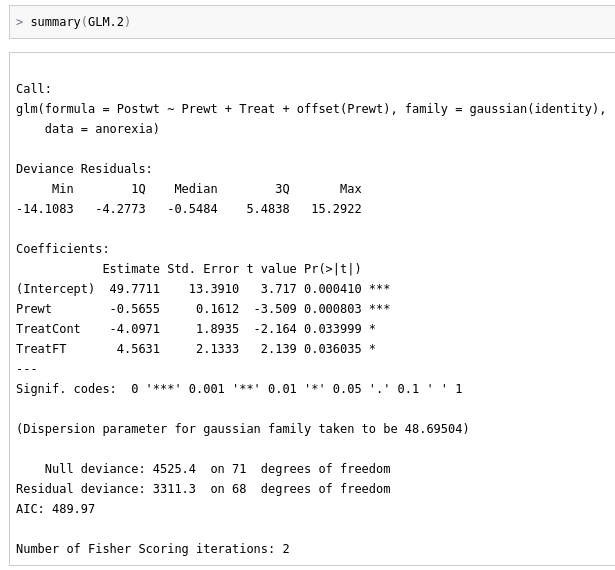 > summary(GLM.2)
Call:
glm(formula = Postwt ~ Prewt + Treat + offset(Prewt), family = gaussian(identity),
    data = anorexia)
Deviance Residuals:
     Min        1Q    Median        3Q       Max
-14.1083   -4.2773   -0.5484    5.4838   15.2922
Coefficients:
            Estimate Std. Error t value Pr(>|t|)
(Intercept)  49.7711    13.3910   3.717 0.000410 ***
Prewt        -0.5655     0.1612  -3.509 0.000803 ***
TreatCont    -4.0971     1.8935  -2.164 0.033999 *
TreatFT       4.5631     2.1333   2.139 0.036035 *
---
Signif. codes:  0 '***' 0.001 '**' 0.01 '*' 0.05 '.' 0.1 ' ' 1
(Dispersion parameter for gaussian family taken to be 48.69504)
    Null deviance: 4525.4  on 71  degrees of freedom
Residual deviance: 3311.3  on 68  degrees of freedom
AIC: 489.97
Number of Fisher Scoring iterations: 2